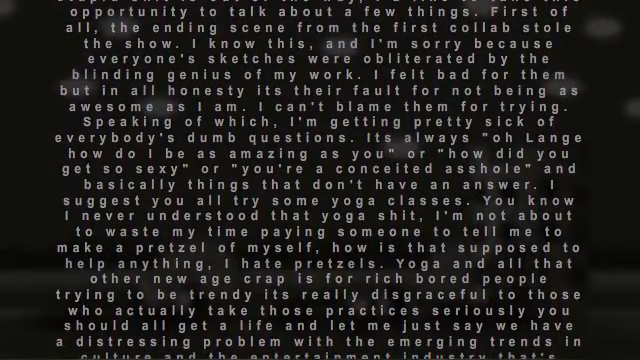 opportunity to talk about a few things. First of
all, the ending scene from the first collab stole
the show. I know this, and I'm sorry because
everyone's sketches were obliterated by the
blinding genius of my work. I felt bad for them
but in all honesty its their fault for not being as
awesome as I am. I can't blame them for trying.
Speaking of which, I'm getting pretty sick of
everybody's dumb questions. Its always "oh Lange
how do I be as amazing as you" or "how did you
get so sexy" or "you're a conceited asshole" and
basically things that don't have an answer. I
suggest you all try some yoga classes. You know
I never understood that yoga shit, I'm not about
to waste my time paying someone to tell me to
make a pretzel of myself, how is that supposed to
help anything, I hate pretzels. Yoga and all that
other new age crap is for rich bored people
trying to be trendy its really disgraceful to those
who actually take those practices seriously you
should all get a life and let me just say we have
a distressing problem with the emerging trends in
culture and the entertainment industry that's